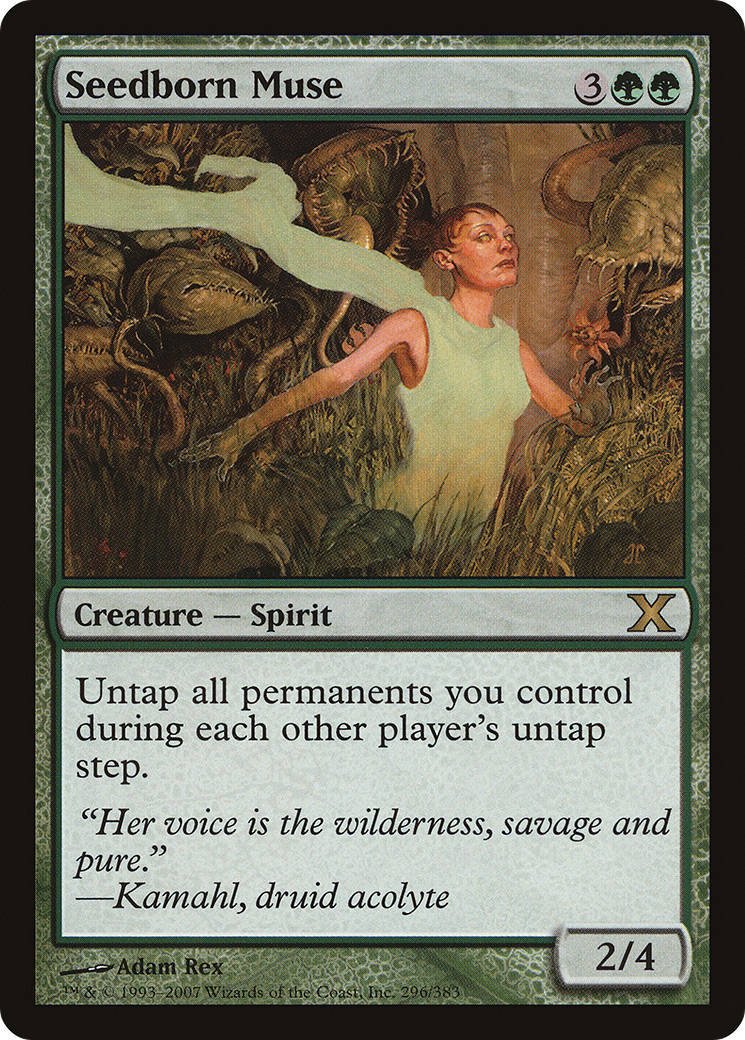 Seedborn Muse 3
Creature — Spirit X
Untap all permanents you control
during each other player's untap
step.
“Her voice is the wilderness, savage and
pure.”
—Kamahl, druid acolyte
2/4
Adam Rex
™ & © 1993–2007 Wizards of the Coast, Inc. 296/383